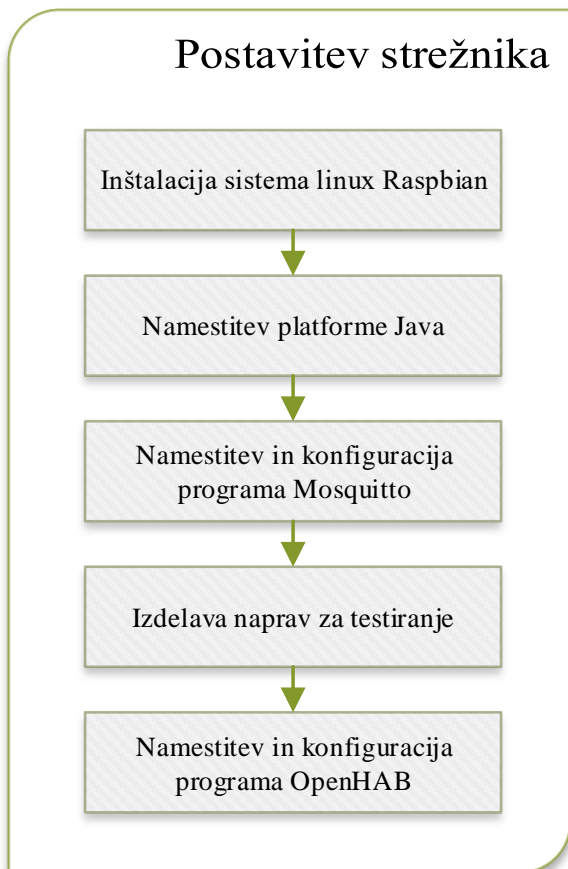 Postavitev strežnika
Inštalacija sistema linux Raspbian
Namestitev platforme Java
Namestitev in konfiguracija
programa Mosquitto
Izdelava naprav za testiranje
Namestitev in konfiguracija
programa OpenHAB